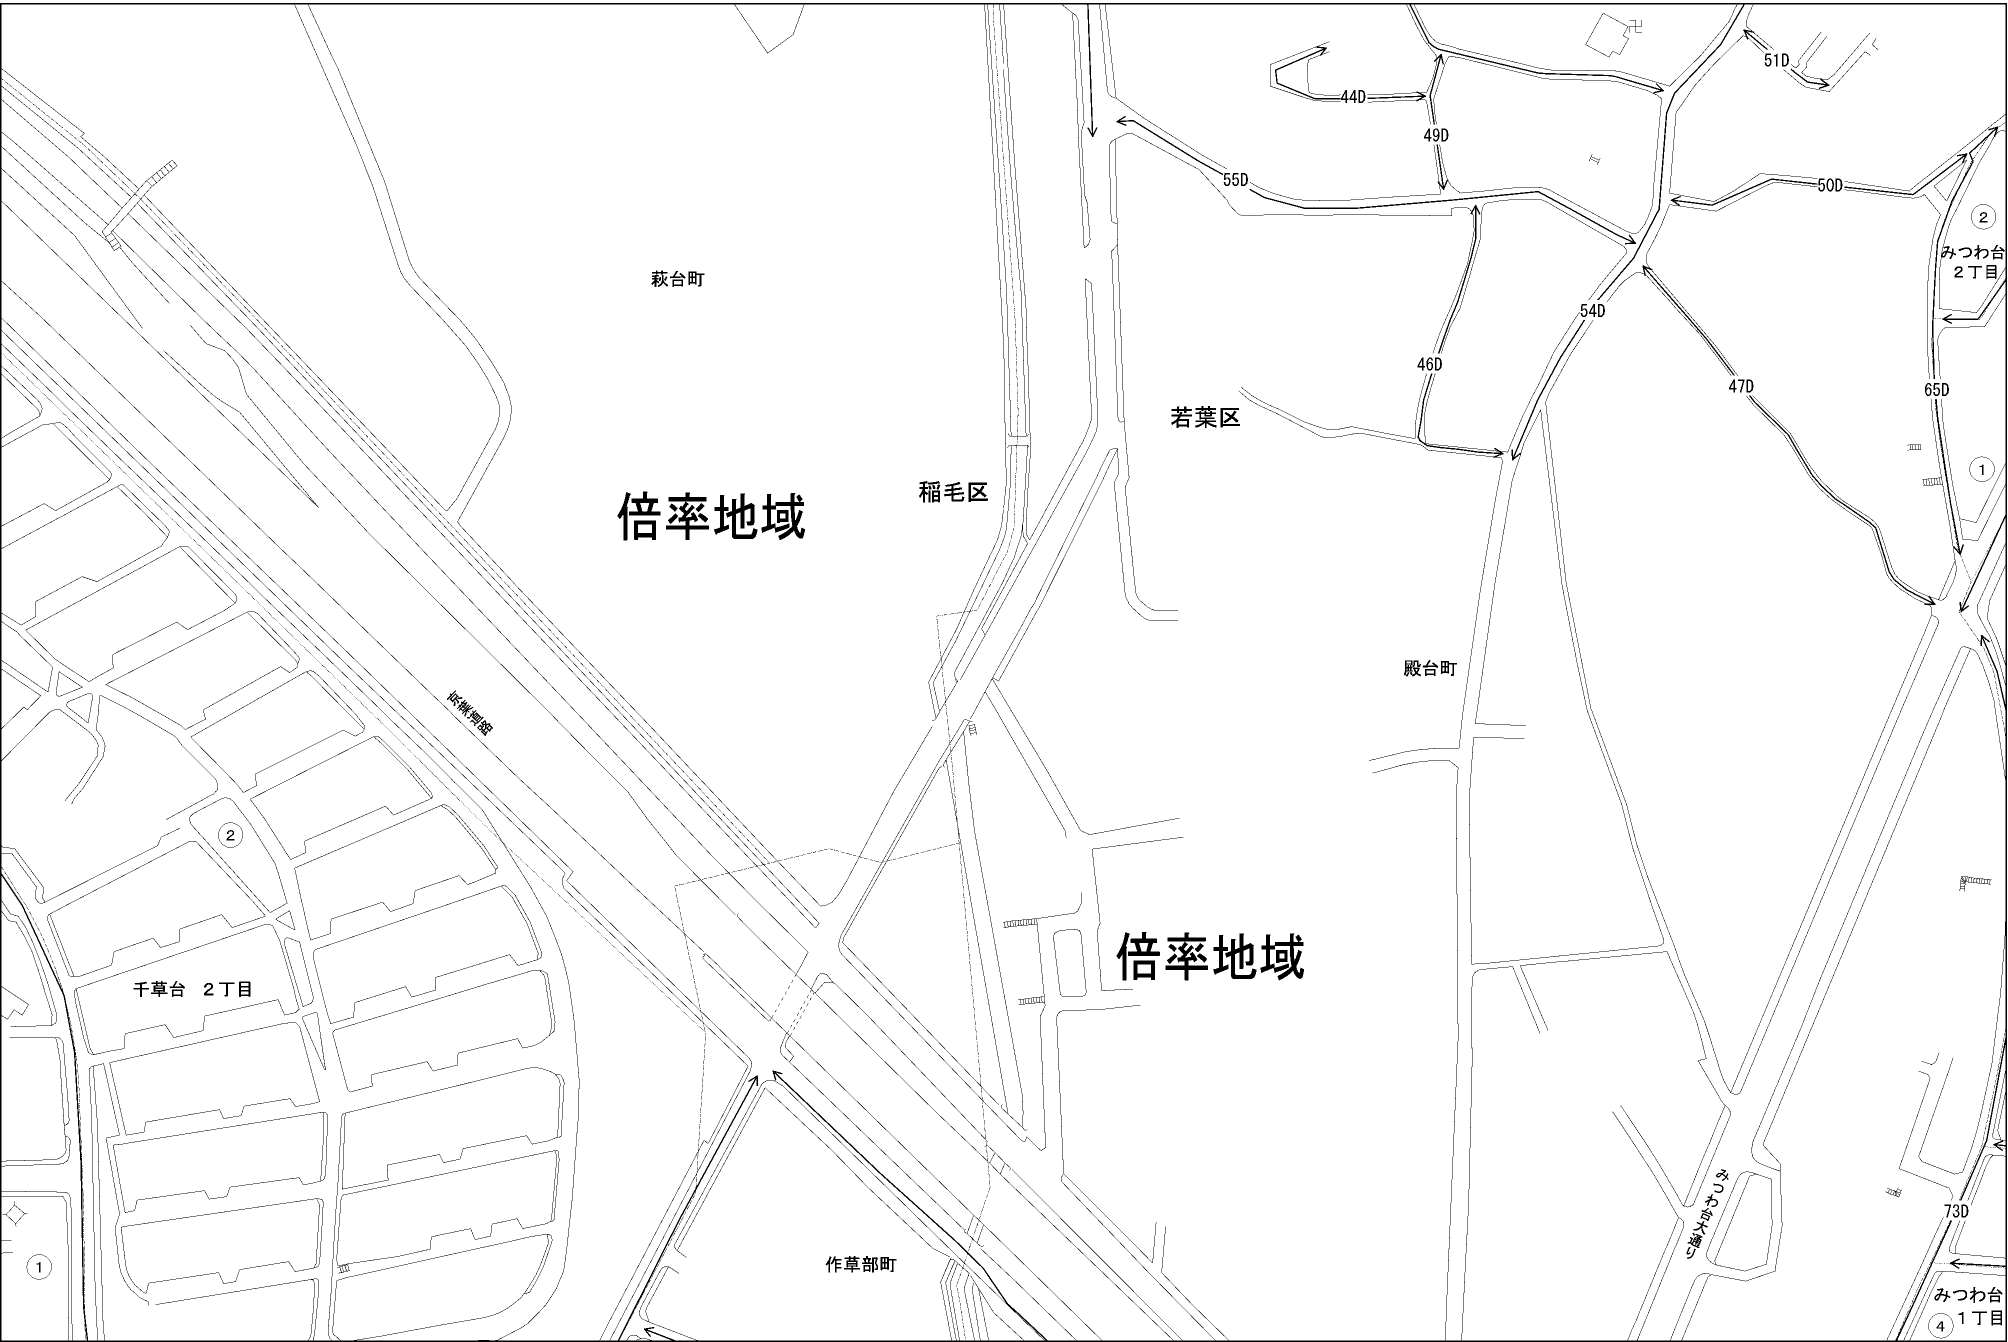 51D
44D
49D
55D
50D
②
みつわ台
２丁目
萩台町
54D
46D
47D
65D
若葉区
①
稲毛区
倍率地域
殿台町
京葉道路
②
倍率地域
千草台　２丁目
みつわ台大通り
73D
①
作草部町
みつわ台
④
１丁目